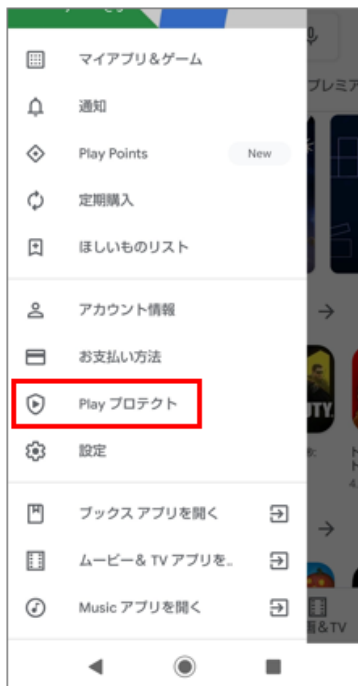 マイアプリ&ゲーム
プレミア
通知
Play Points
New
定期購入
ほしいものリスト
アカウント情報
お支払い方法
Play プロテクト
UTY.
設定
ブックス アプリを開く
ムービー& TV アプリを..
Music アプリを開く
画&TV